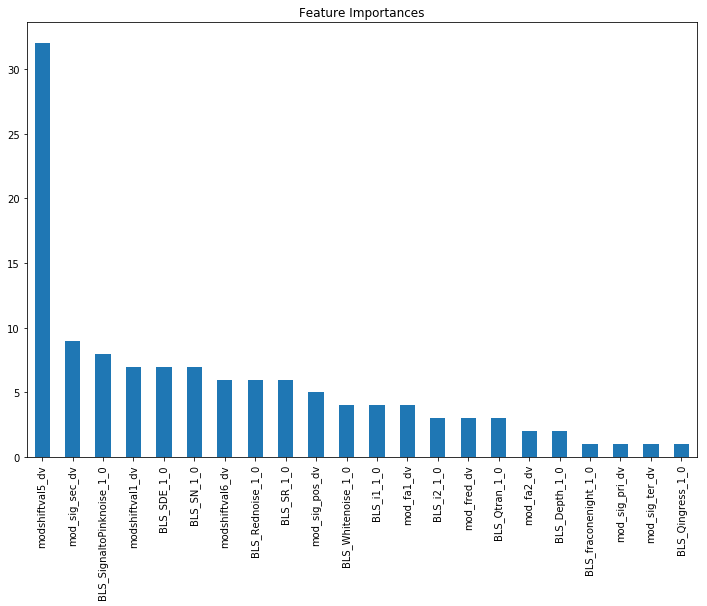 Feature Importances
30
25
20
15
10
5
0
modshiftval5_dv
mod_sig_sec_dv
BLS_SignaltoPinknoise_1_0
modshiftval1_dv
BLS_SDE_1_0
BLS_SN_1_0
modshiftval6_dv
BLS_Rednoise_1_0
BLS_SR_1_0
mod_sig_pos_dv
BLS_Whitenoise_1_0
BLS_i1_1_0
mod_fa1_dv
BLS_i2_1_0
mod_fred_dv
BLS_Qtran_1_0
mod_fa2_dv
BLS_Depth_1_0
BLS_fraconenight_1_0
mod_sig_pri_dv
mod_sig_ter_dv
BLS_Qingress_1_0